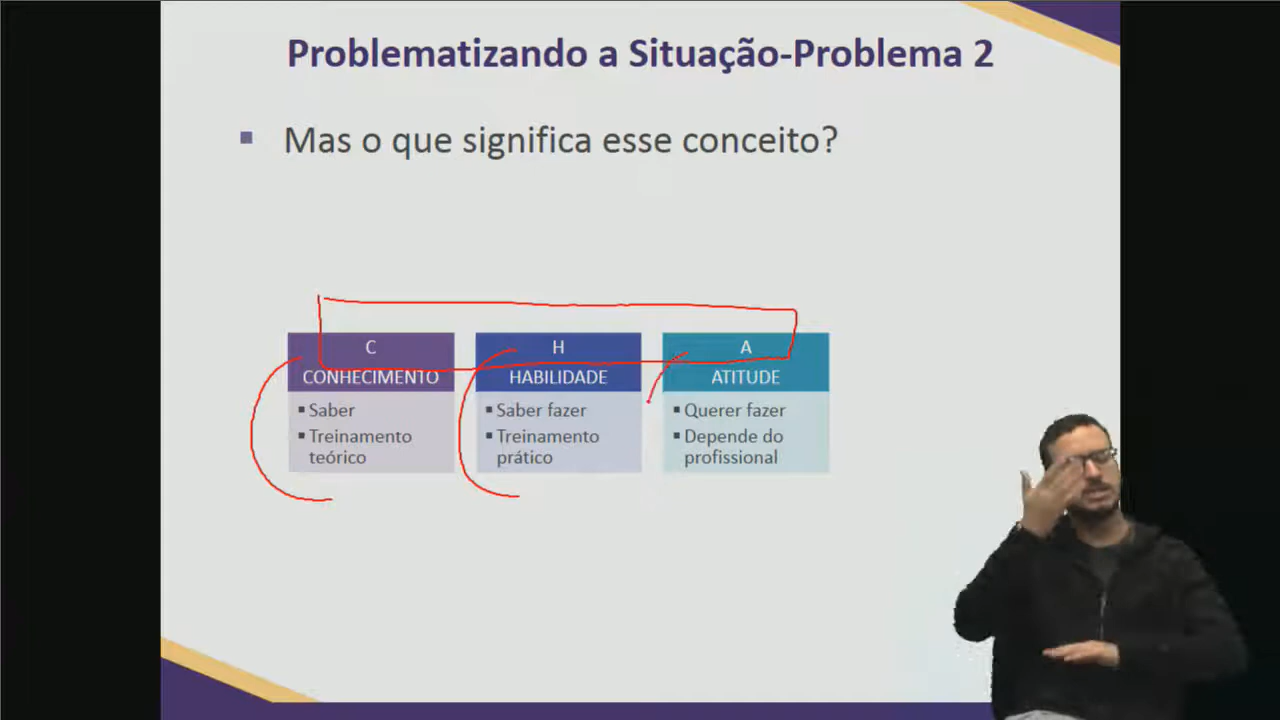 Problematizando a Situação-Problema 2
▪ Mas o que significa esse conceito?
C
CONHECIMENTO
▪ Saber
▪ Treinamento
teórico
H
HABILIDADE
▪ Saber fazer
▪ Treinamento
prático
A
ATITUDE
▪ Querer fazer
▪ Depende do
profissional